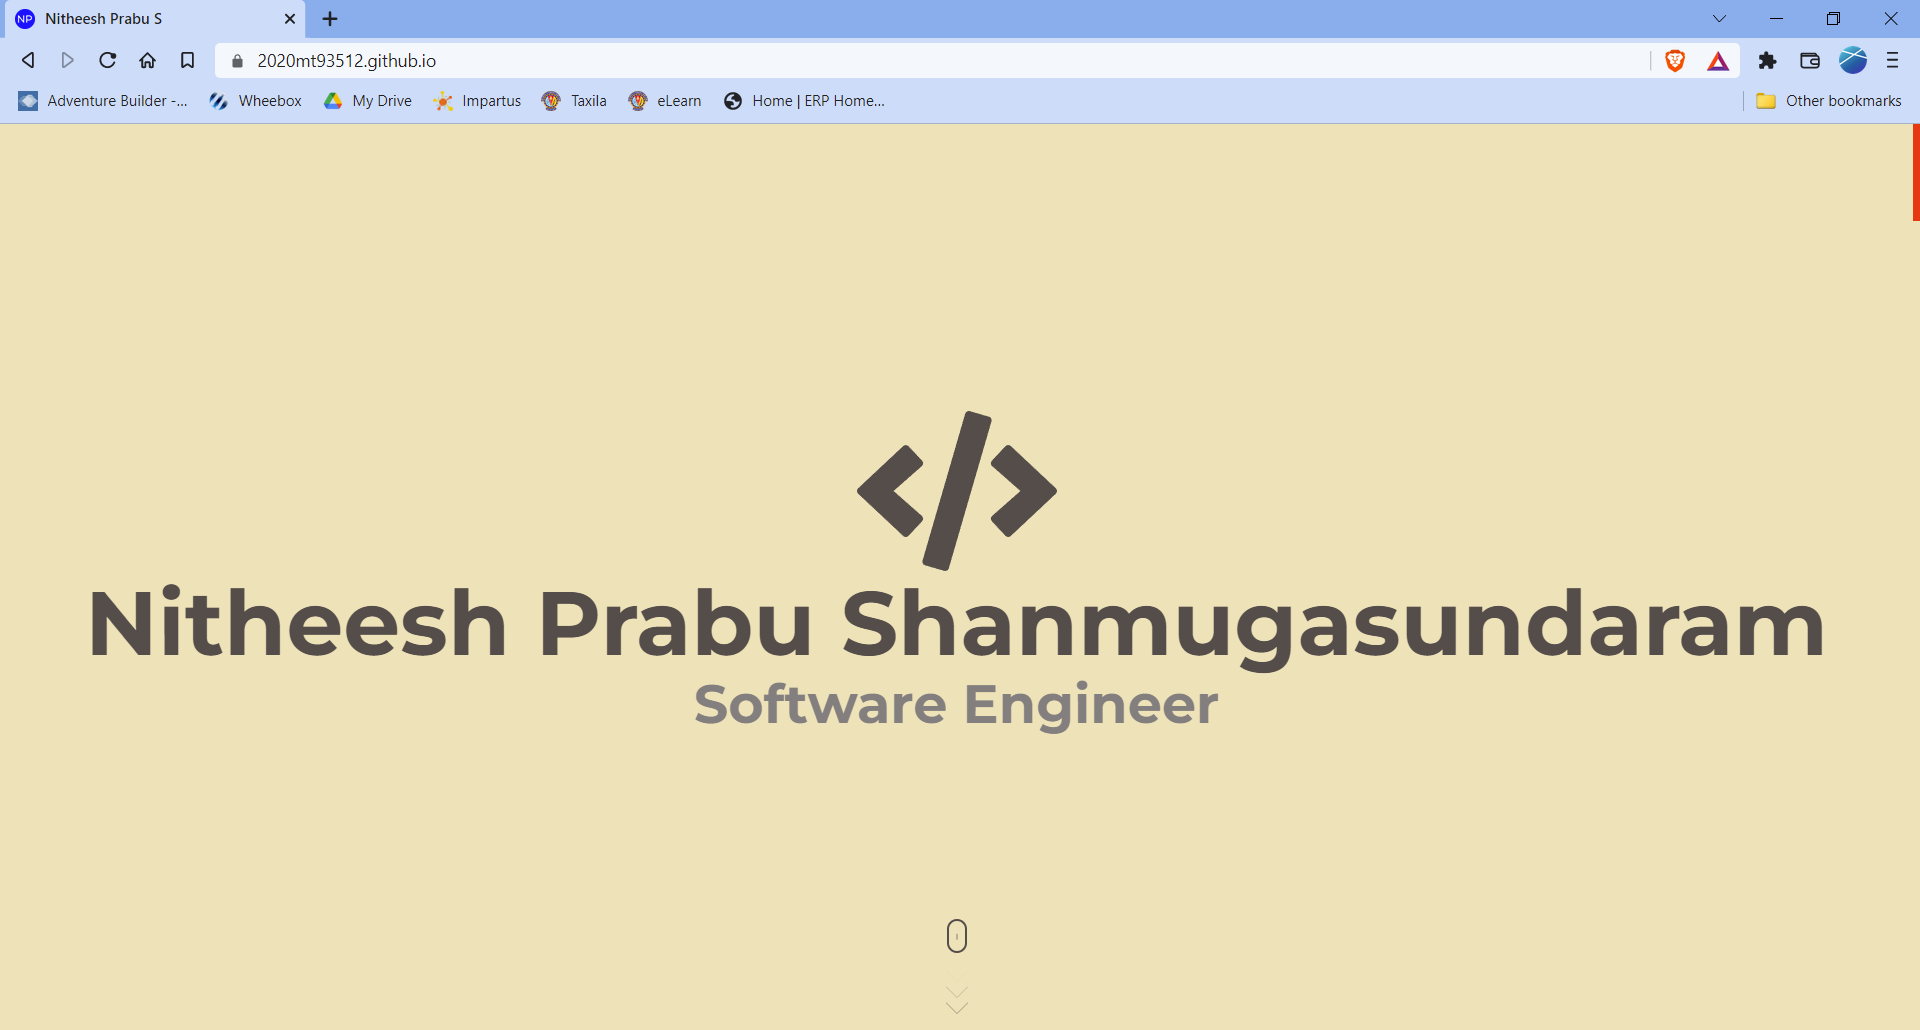 NP Nitheesh Prabu S
2020mt93512.github.io
Adventure Builder -... Wheebox My Drive Impartus Taxila eLearn Home | ERP Home... Other bookmarks
</>
Nitheesh Prabu Shanmugasundaram
Software Engineer